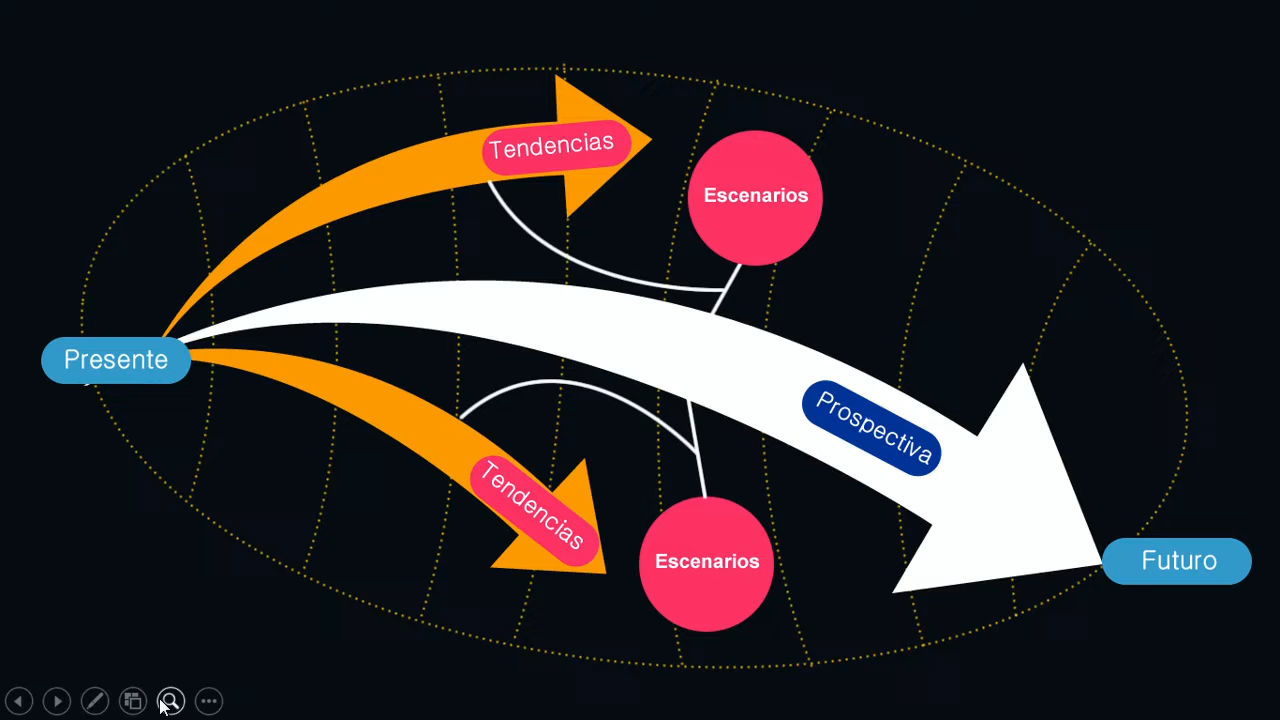 Tendencias
Escenarios
Presente
Prospectiva
Tendencias
Escenarios
Futuro